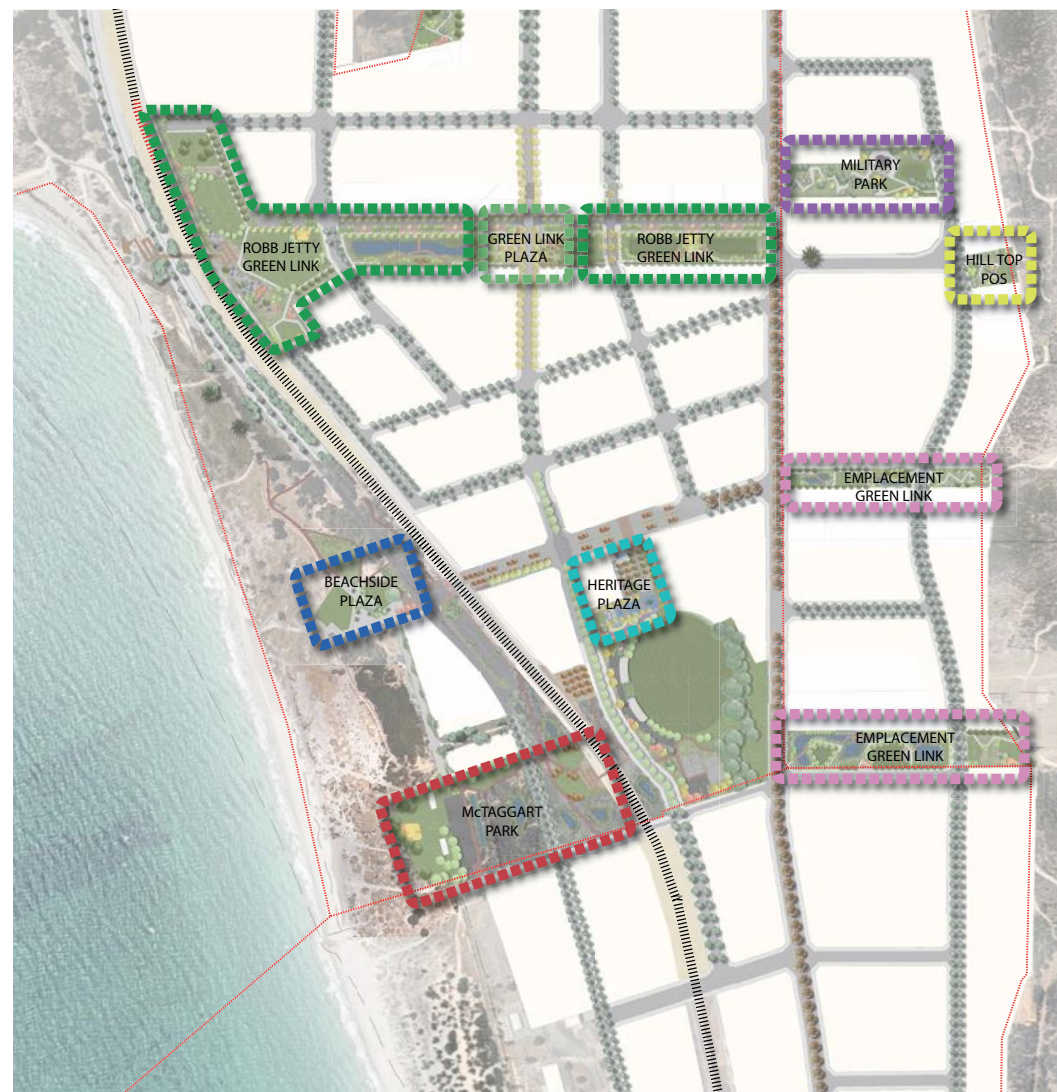 MILITARY
PARK
ROBB JETTY
GREEN LINK
GREEN LINK
PLAZA
ROBB JETTY
GREEN LINK
HILL TOP
POS
EMPLACEMENT
GREEN LINK
BEACHSIDE
PLAZA
HERITAGE
PLAZA
EMPLACEMENT
GREEN LINK
McTAGGART
PARK